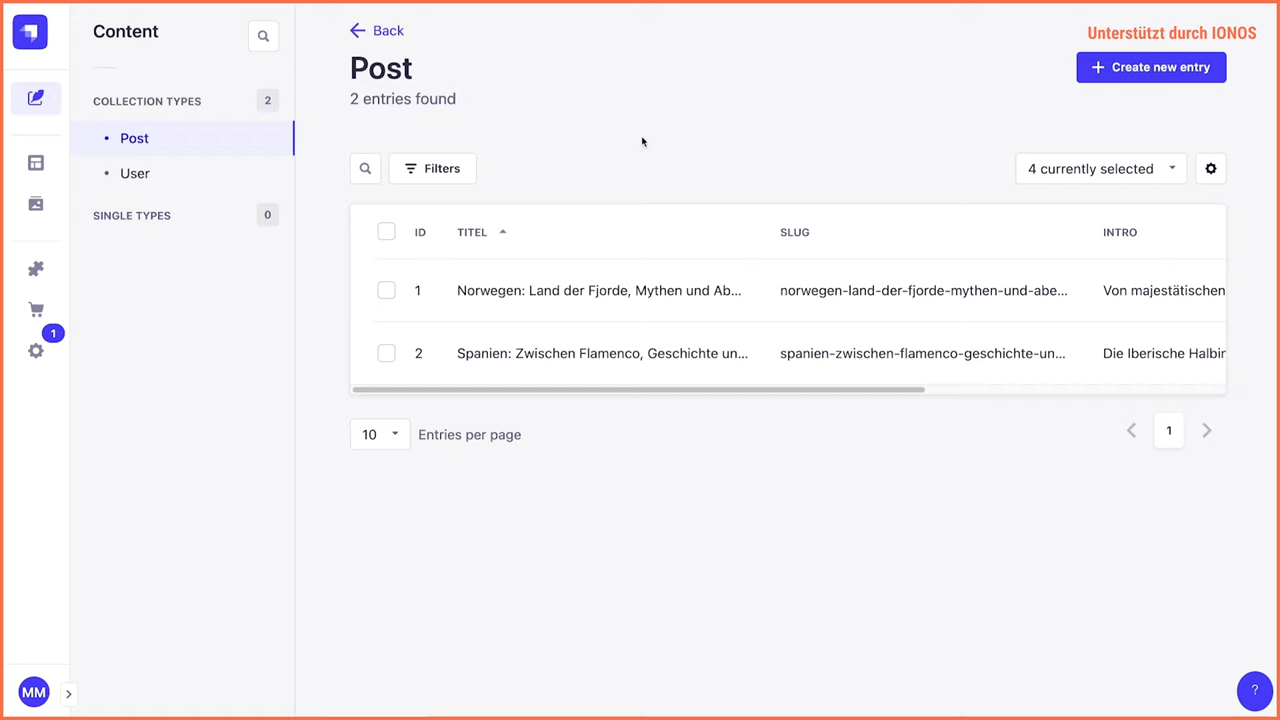 Content
COLLECTION TYPES 2
Post
User
SINGLE TYPES 0
1
MM
Back
Unterstützt durch IONOS
Post
Create new entry
2 entries found
Filters
4 currently selected
ID TITEL SLUG INTRO
1 Norwegen: Land der Fjorde, Mythen und Ab... norwegen-land-der-fjorde-mythen-und-abe... Von majestätischen
2 Spanien: Zwischen Flamenco, Geschichte un... spanien-zwischen-flamenco-geschichte-un... Die Iberische Halbin
10 Entries per page
1
?